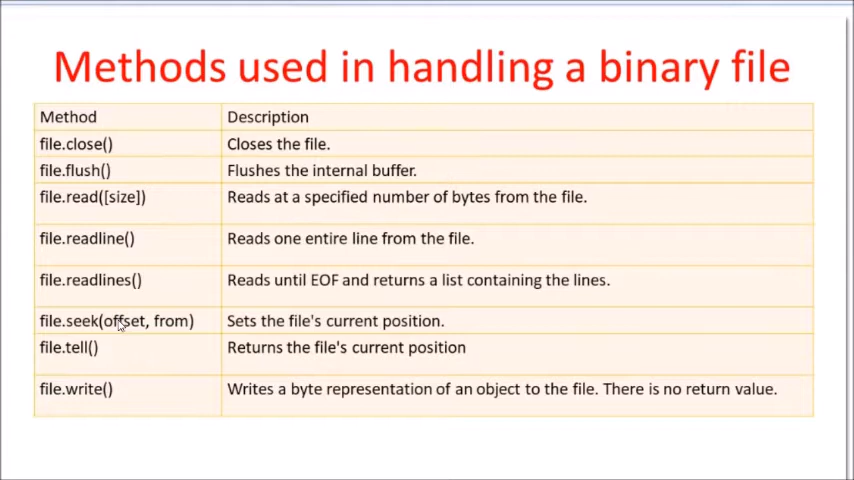 Methods used in handling a binary file
Method Description
file.close() Closes the file.
file.flush() Flushes the internal buffer.
file.read([size]) Reads at a specified number of bytes from the file.
file.readline() Reads one entire line from the file.
file.readlines() Reads until EOF and returns a list containing the lines.
file.seek(offset, from) Sets the file's current position.
file.tell() Returns the file's current position
file.write() Writes a byte representation of an object to the file. There is no return value.